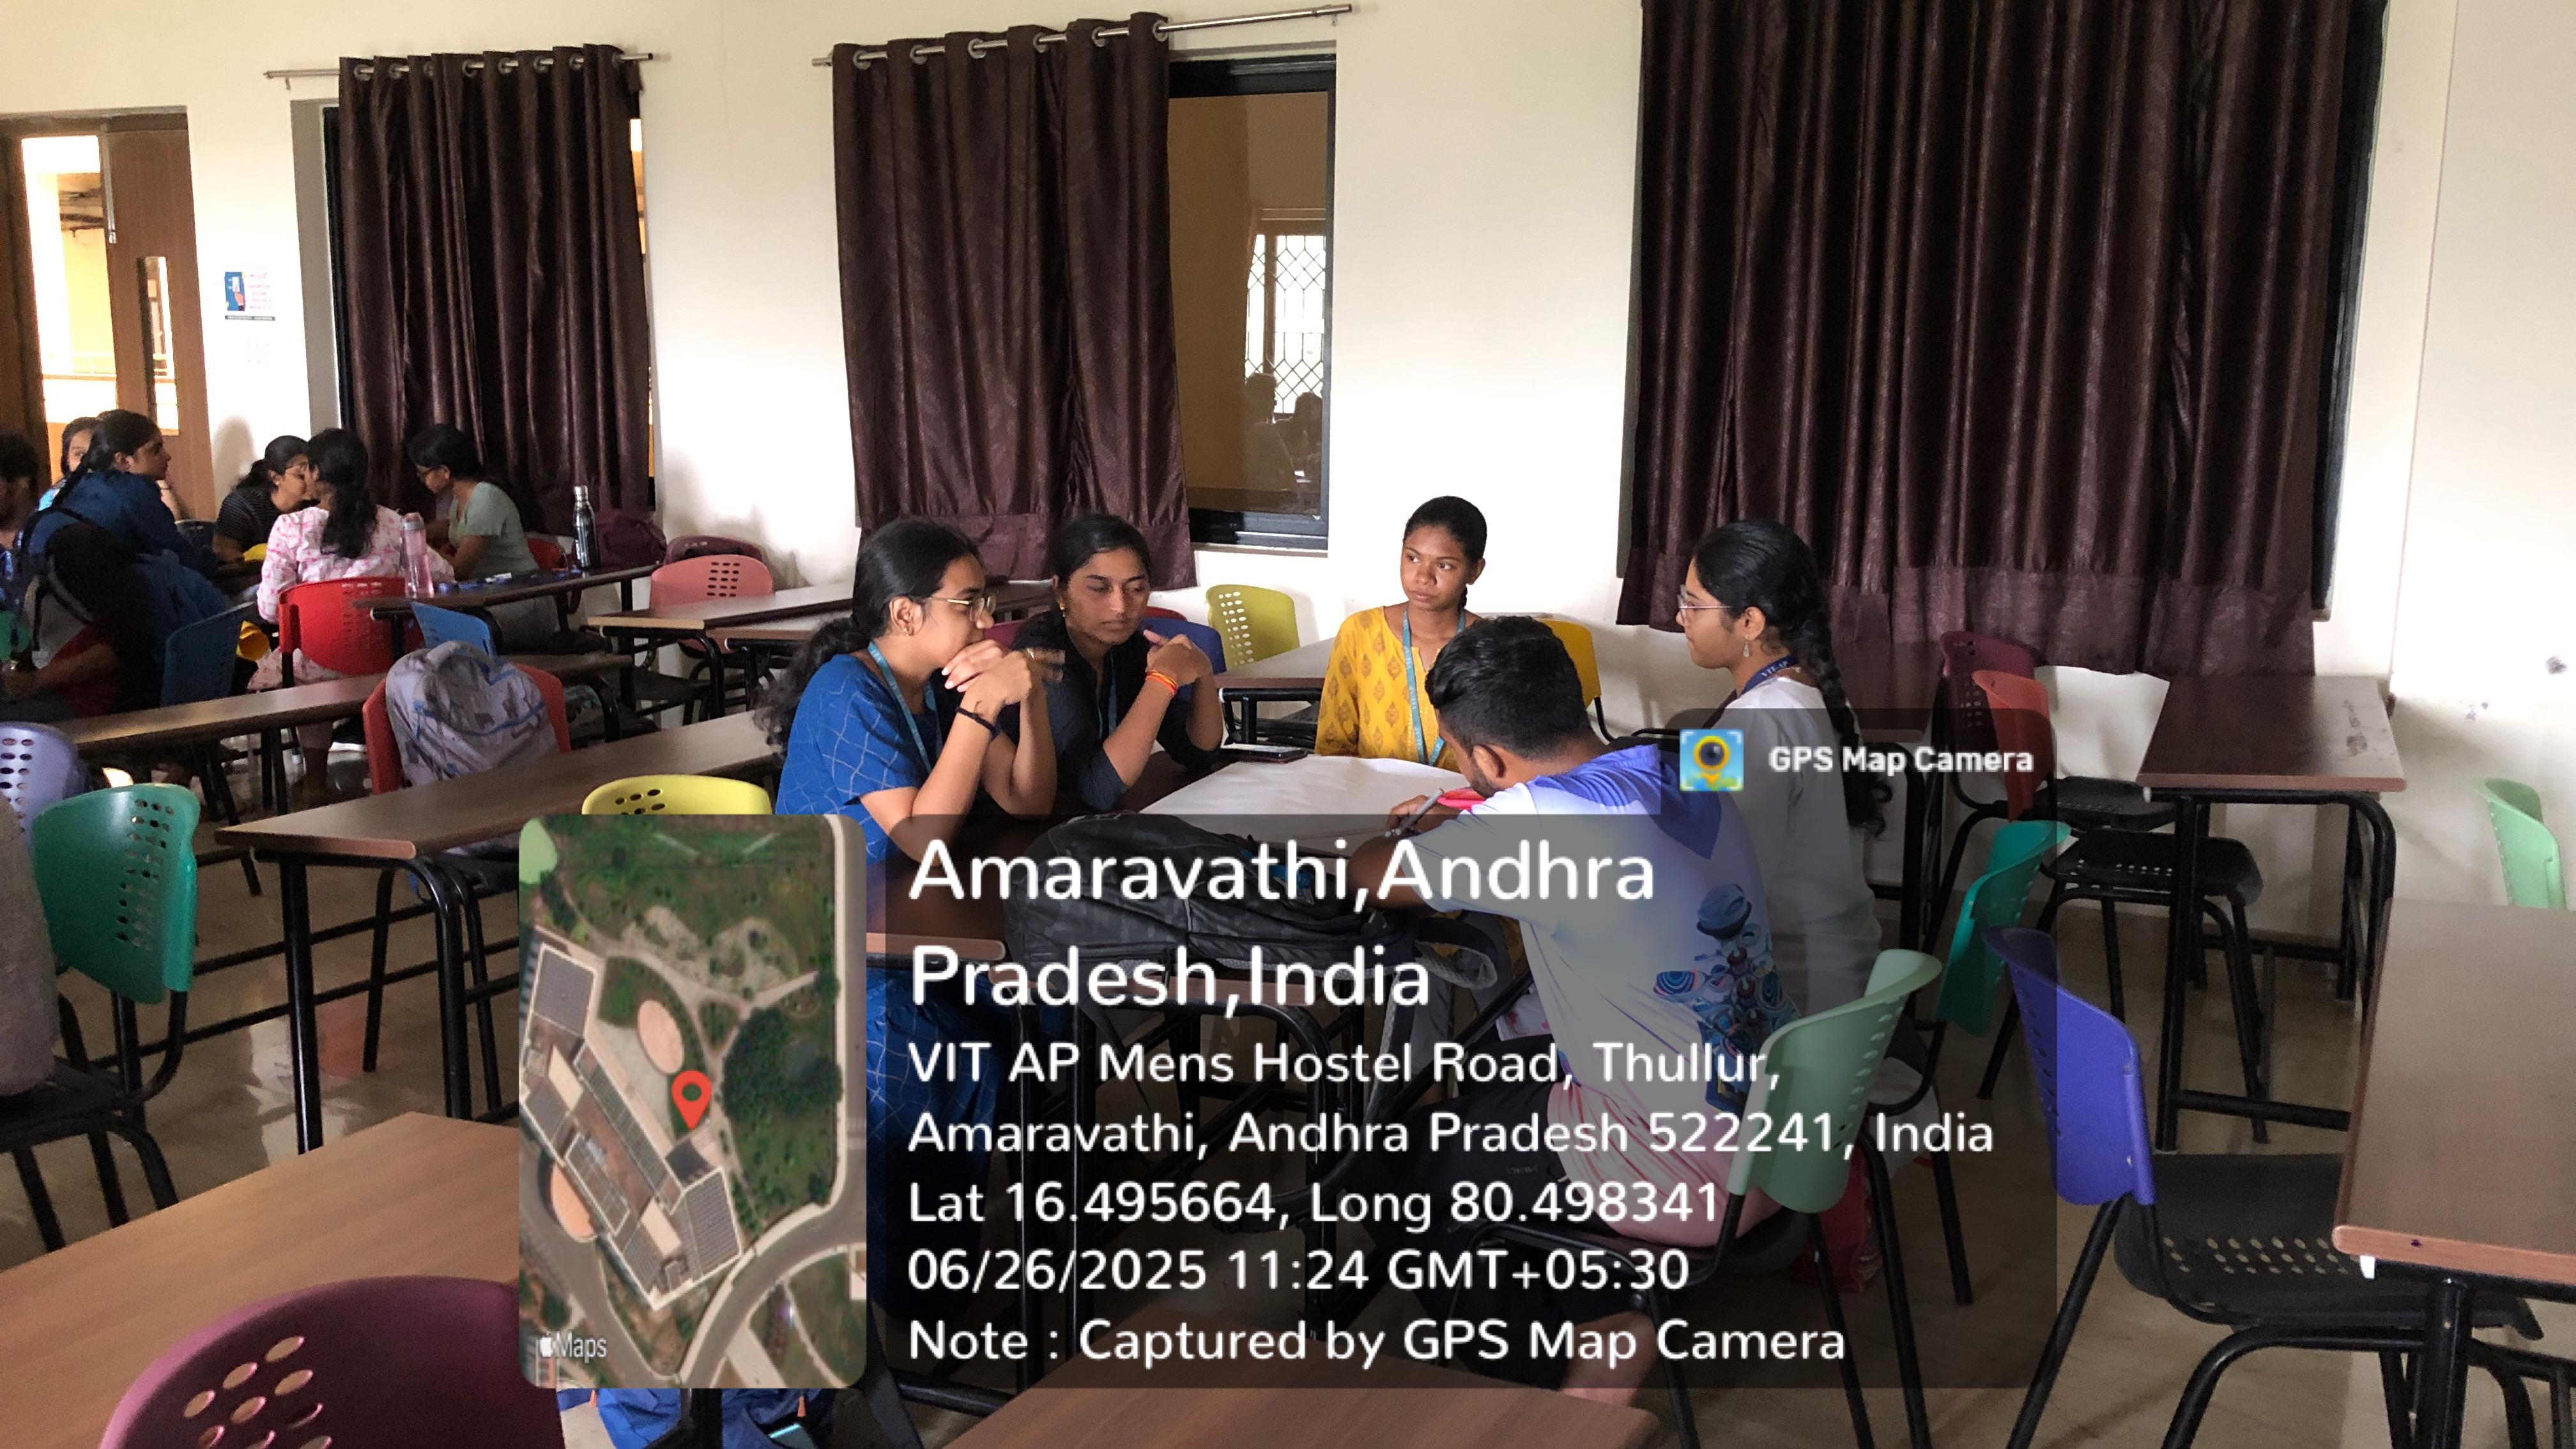 VIT-AP
GPS Map Camera
Amaravathi,Andhra
Pradesh,India
VIT AP Mens Hostel Road, Thullur,
Amaravathi, Andhra Pradesh 522241, India
Lat 16.495664, Long 80.498341
06/26/2025 11:24 GMT+05:30
Note : Captured by GPS Map Camera
Maps